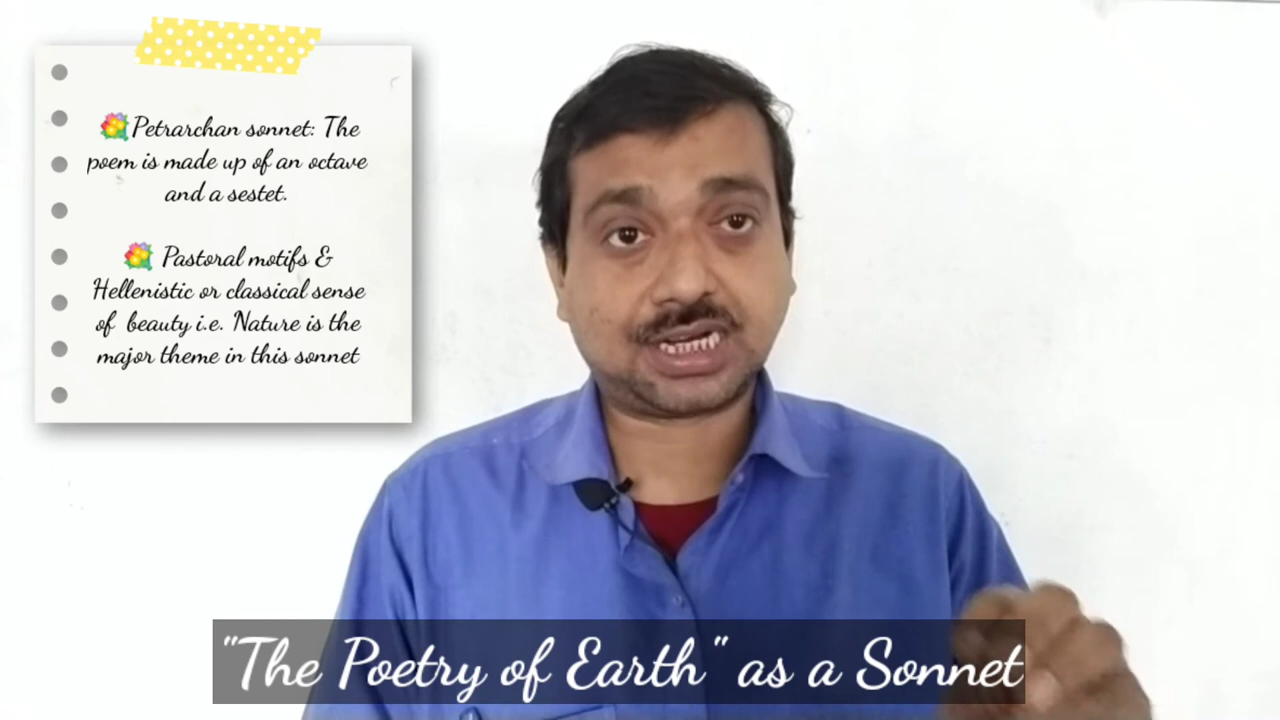 Petrarchan sonnet: The
poem is made up of an octave
and a sestet.
Pastoral motifs &
Hellenistic or classical sense
of beauty i.e. Nature is the
major theme in this sonnet
"The Poetry of Earth" as a Sonnet